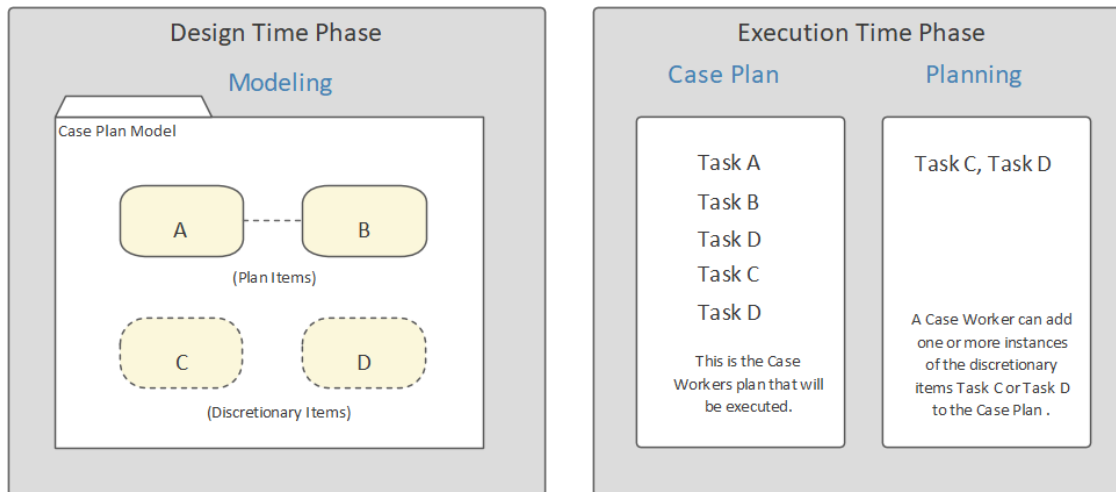 Design Time Phase
Modeling
Case Plan Model
A
B
(Plan Items)
C
D
(Discretionary Items)
Execution Time Phase
Case Plan
Task A
Task B
Task D
Task C
Task D
This is the Case
Workers plan that will
be executed.
Planning
Task C, Task D
A Case Worker can add
one or more instances
of the discretionary
items Task C or Task D
to the Case Plan .